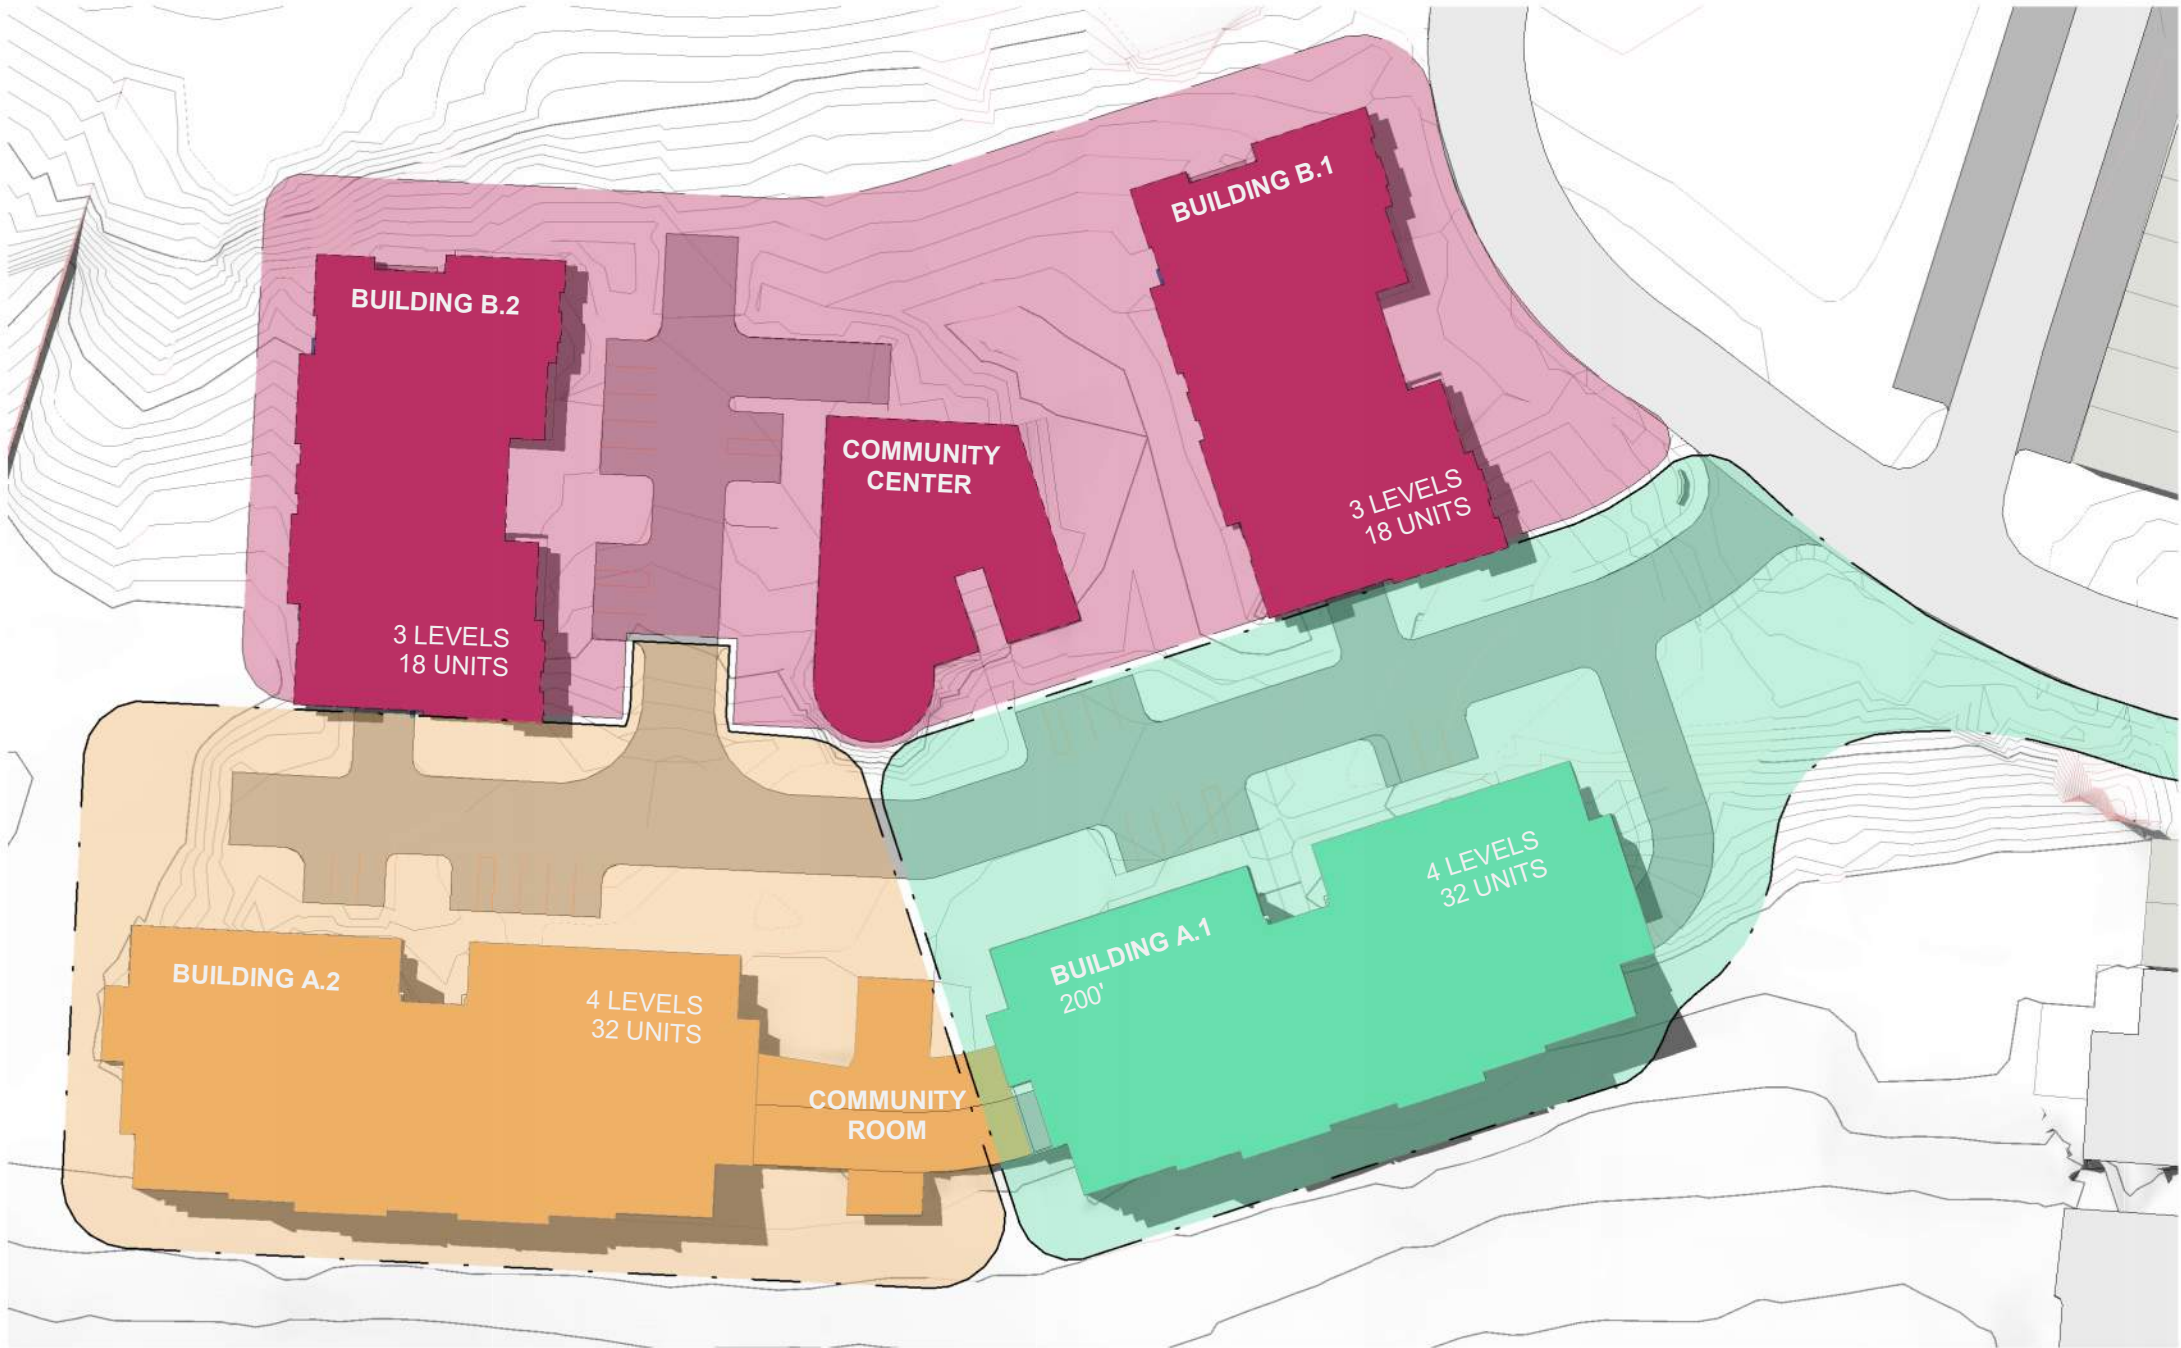 BUILDING B.1
3 LEVELS
18 UNITS
BUILDING B.2
3 LEVELS
18 UNITS
COMMUNITY
CENTER
4 LEVELS
32 UNITS
BUILDING A.1
200'
BUILDING A.2
4 LEVELS
32 UNITS
COMMUNITY
ROOM